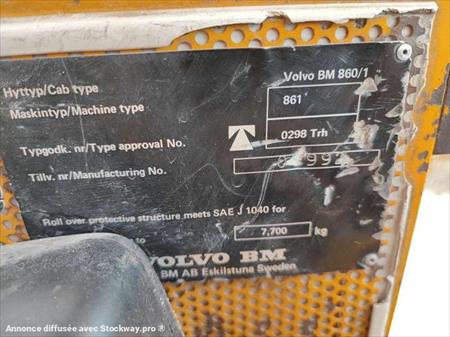 Hyttyp/Cab type Volvo BM 860/1
Maskintyp/Machine type 861
Typgodk. nr/Type approval No. 0298 Trh
Tillv. nr/Manufacturing No.
Roll over protective structure meets SAE J 1040 for
to 7,700 kg
VOLVO BM
BM AB Eskilstuna Sweden
Annonce diffusée avec Stockway.pro ®